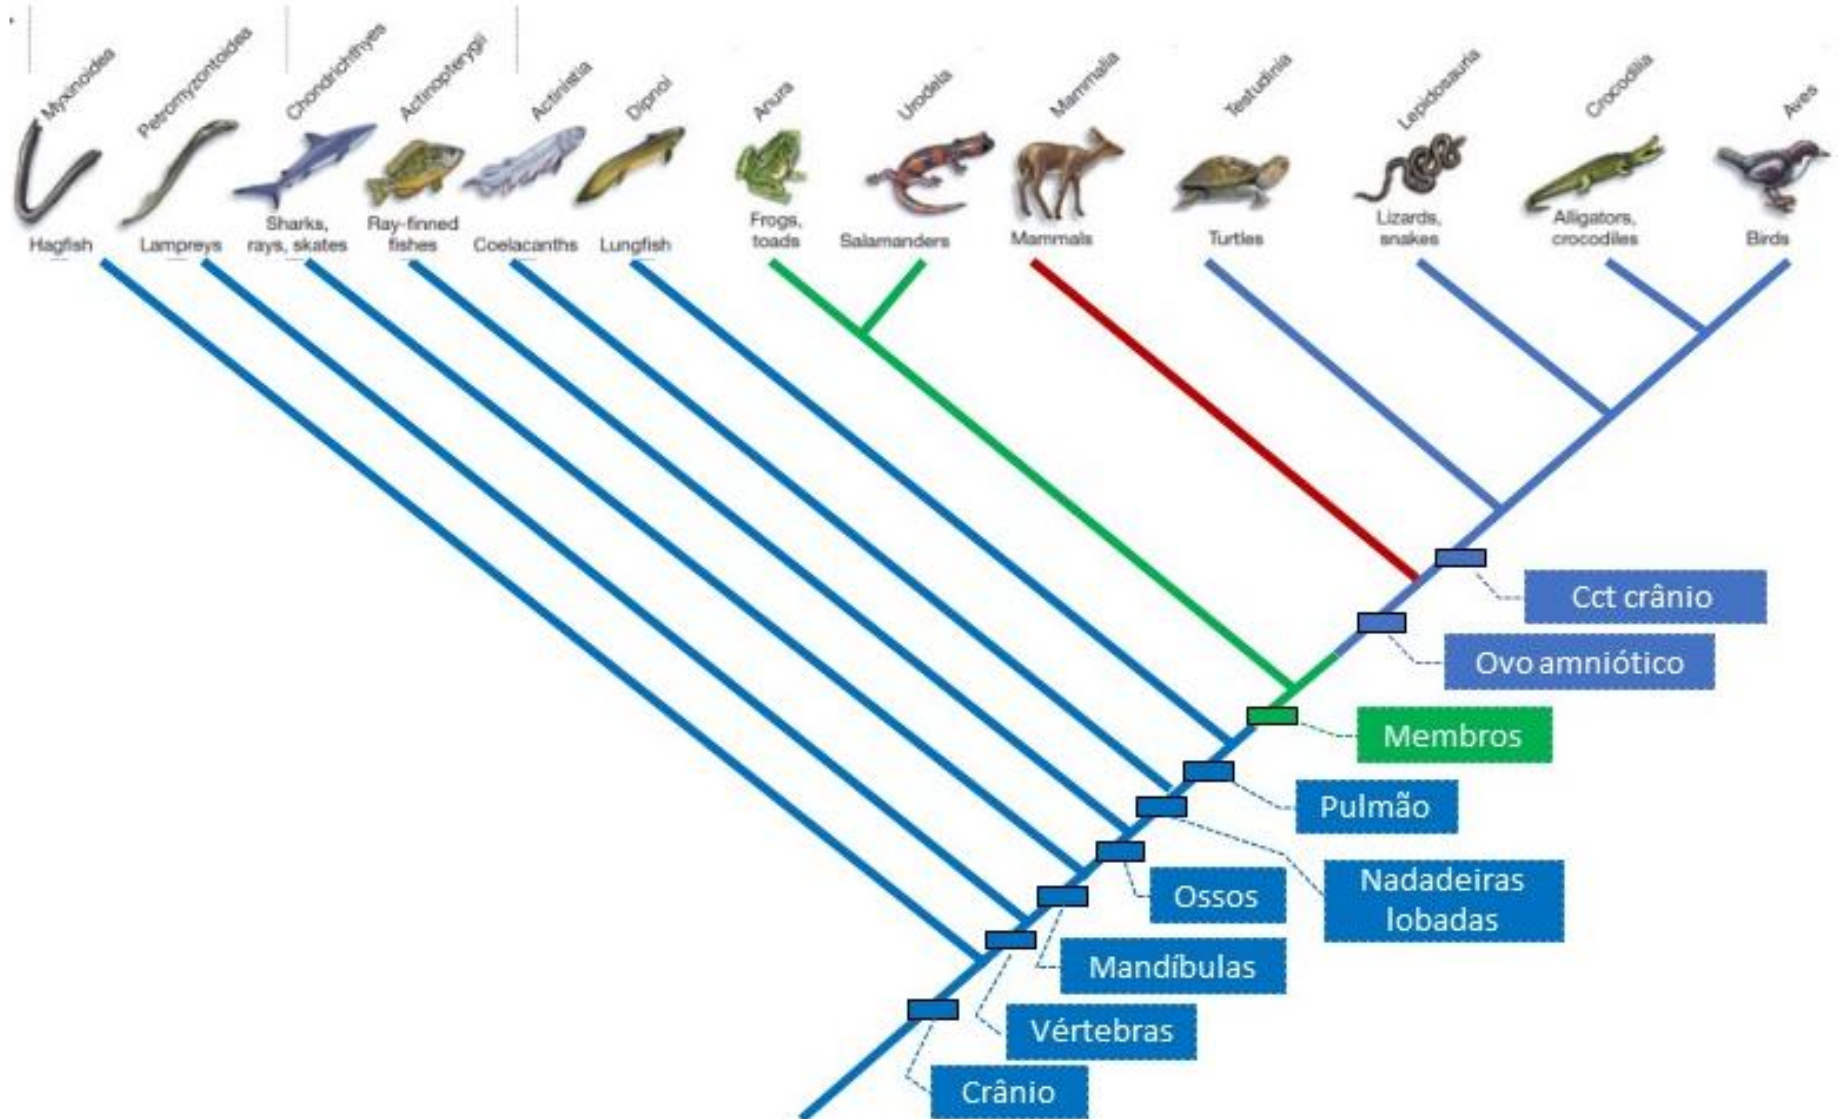 Myxinoidea
Petromyzontoidea
Chondrichthyes
Actinopterygii
Actinistia
Dipnoi
Anura
Urodela
Mammalia
Testudinia
Lepidosauria
Crocodilia
Aves
Hagfish
Lampreys
Sharks,
rays, skates
Ray-finned
fishes
Coelacanths
Lungfish
Frogs,
toads
Salamanders
Mammals
Turtles
Lizards,
snakes
Alligators,
crocodiles
Birds
Cct crânio
Ovo amniótico
Membros
Pulmão
Nadadeiras
lobadas
Ossos
Mandíbulas
Vértebras
Crânio